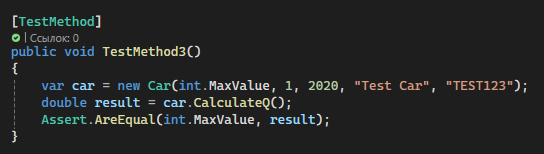 [TestMethod]
| Ссылок: 0
public void TestMethod3()
{
var car = new Car(int.MaxValue, 1, 2020, "Test Car", "TEST123");
double result = car.CalculateQ();
Assert.AreEqual(int.MaxValue, result);
}